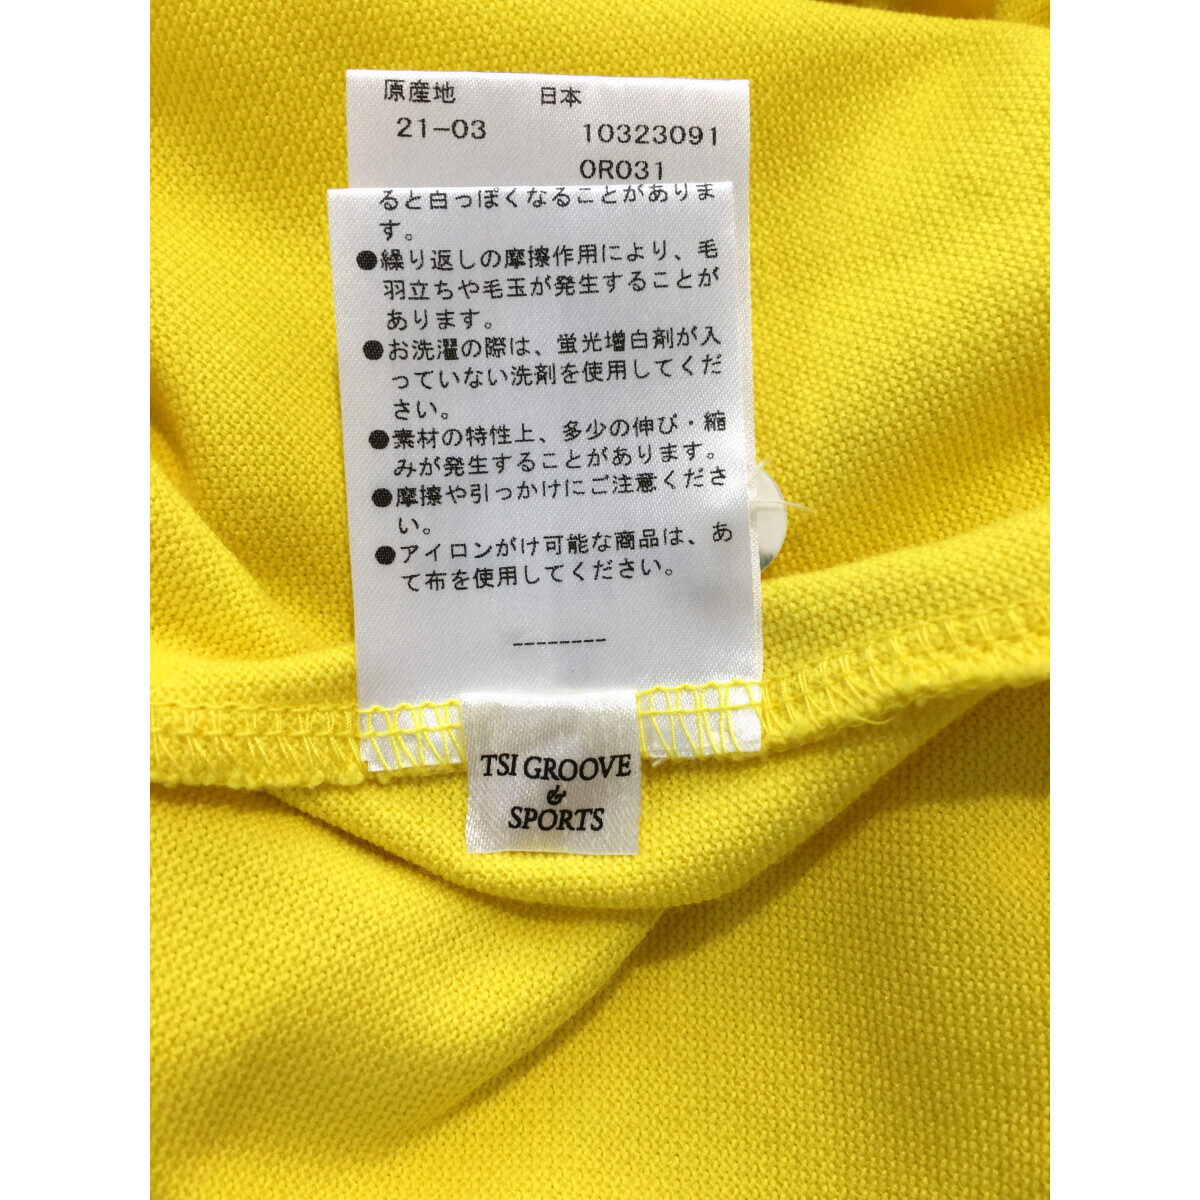 原産地 日本
21-03 10323091
0R031
ると白っぽくなることがありま
す。
●繰り返しの摩擦作用により、毛
羽立ちや毛玉が発生することが
あります。
●お洗濯の際は、蛍光増白剤が入
っていない洗剤を使用してくだ
さい。
●素材の特性上、多少の伸び・縮
みが発生することがあります。
●摩擦や引っかけにご注意くださ
い。
●アイロンがけ可能な商品は、あ
て布を使用してください。
--------
TSI GROOVE
&
SPORTS